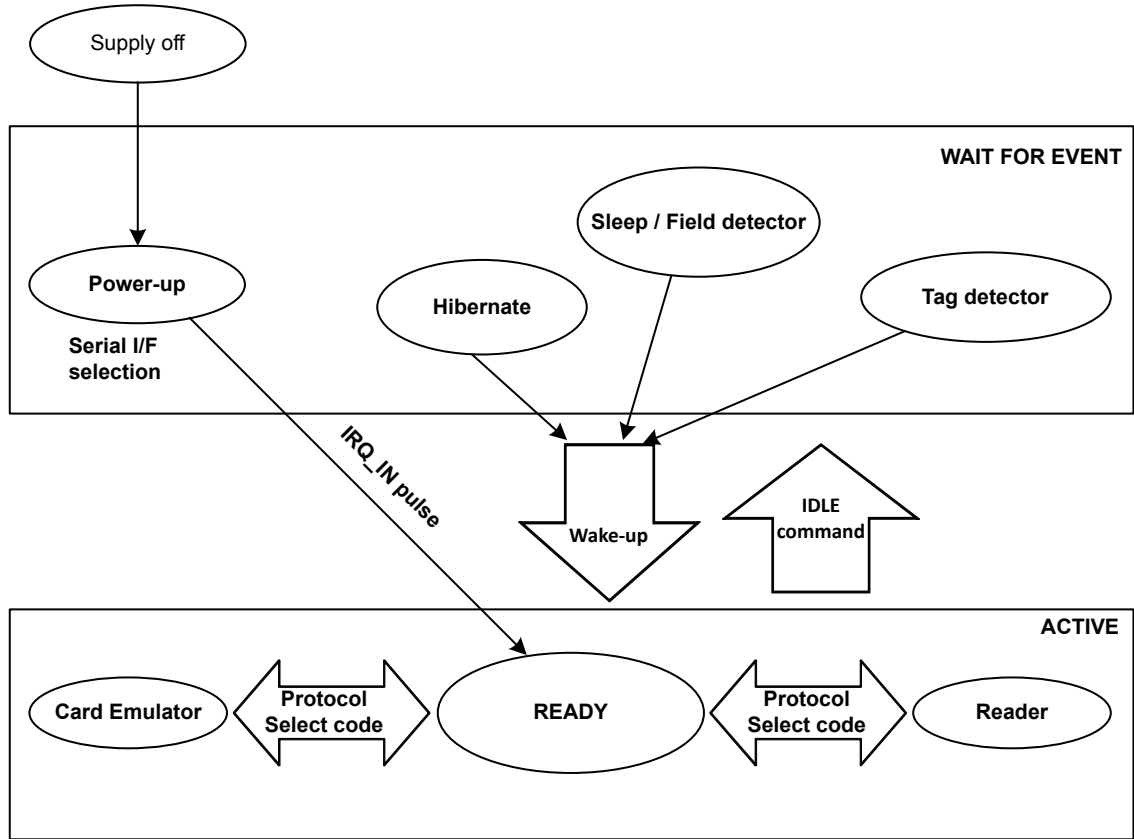 Supply off
WAIT FOR EVENT
Sleep / Field detector
Power-up
Hibernate
Tag detector
Serial I/F
selection
IRQ_IN pulse
Wake-up
IDLE
command
ACTIVE
Card Emulator
Protocol
Select code
READY
Protocol
Select code
Reader